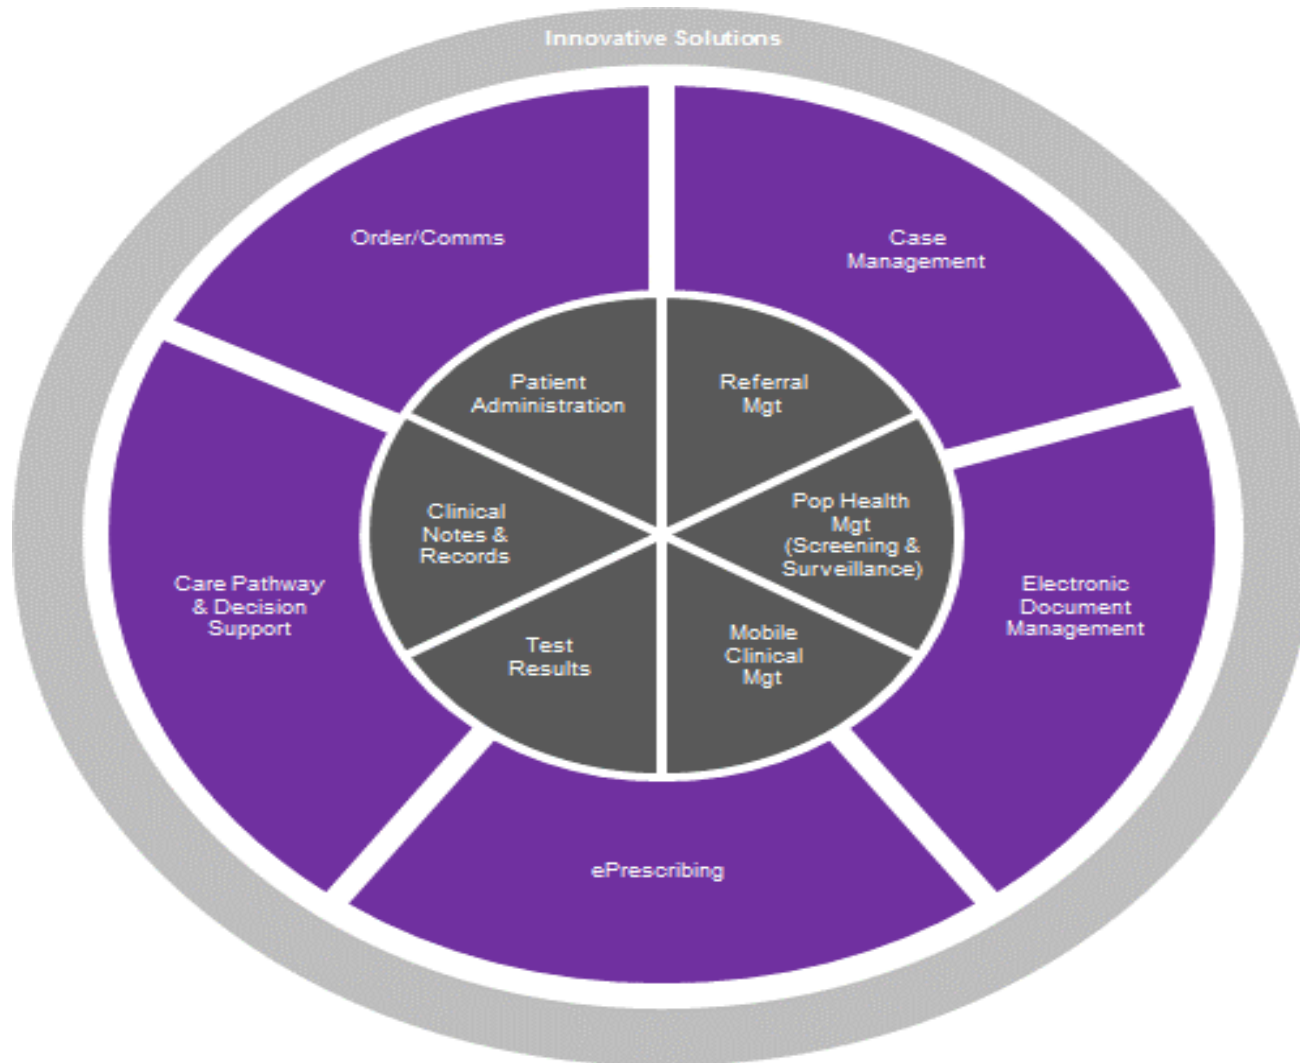 Innovative Solutions
Order/Comms
Case
Management
Patient
Administration
Referral
Mgt
Clinical
Notes &
Records
Pop Health
Mgt
(Screening &
Surveillance)
Care Pathway
& Decision
Support
Electronic
Document
Management
Test
Results
Mobile
Clinical
Mgt
ePrescribing